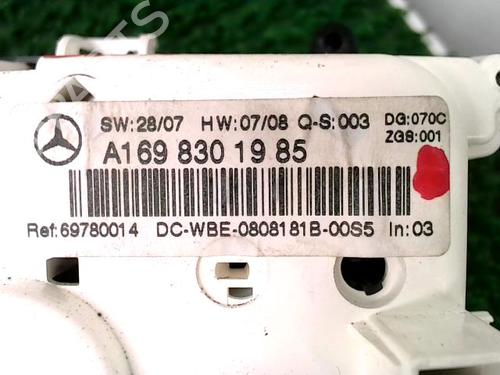 SW:28/07 HW:07/08 Q-S:003 DG:070C
ZGS:001
A169 830 19 85
Ref:69780014 DC-WBE-0808181B-00S5 In:03